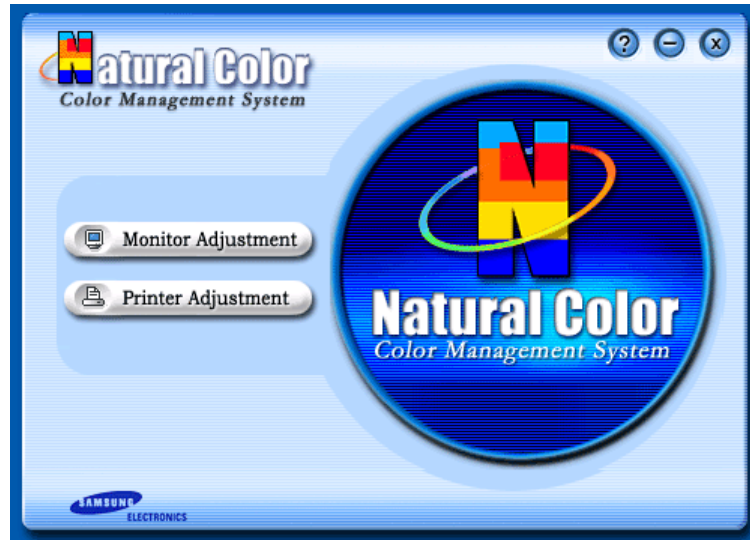 Natural Color
Color Management System
? – x
Monitor Adjustment
Printer Adjustment
N
Natural Color
Color Management System
SAMSUNG
ELECTRONICS